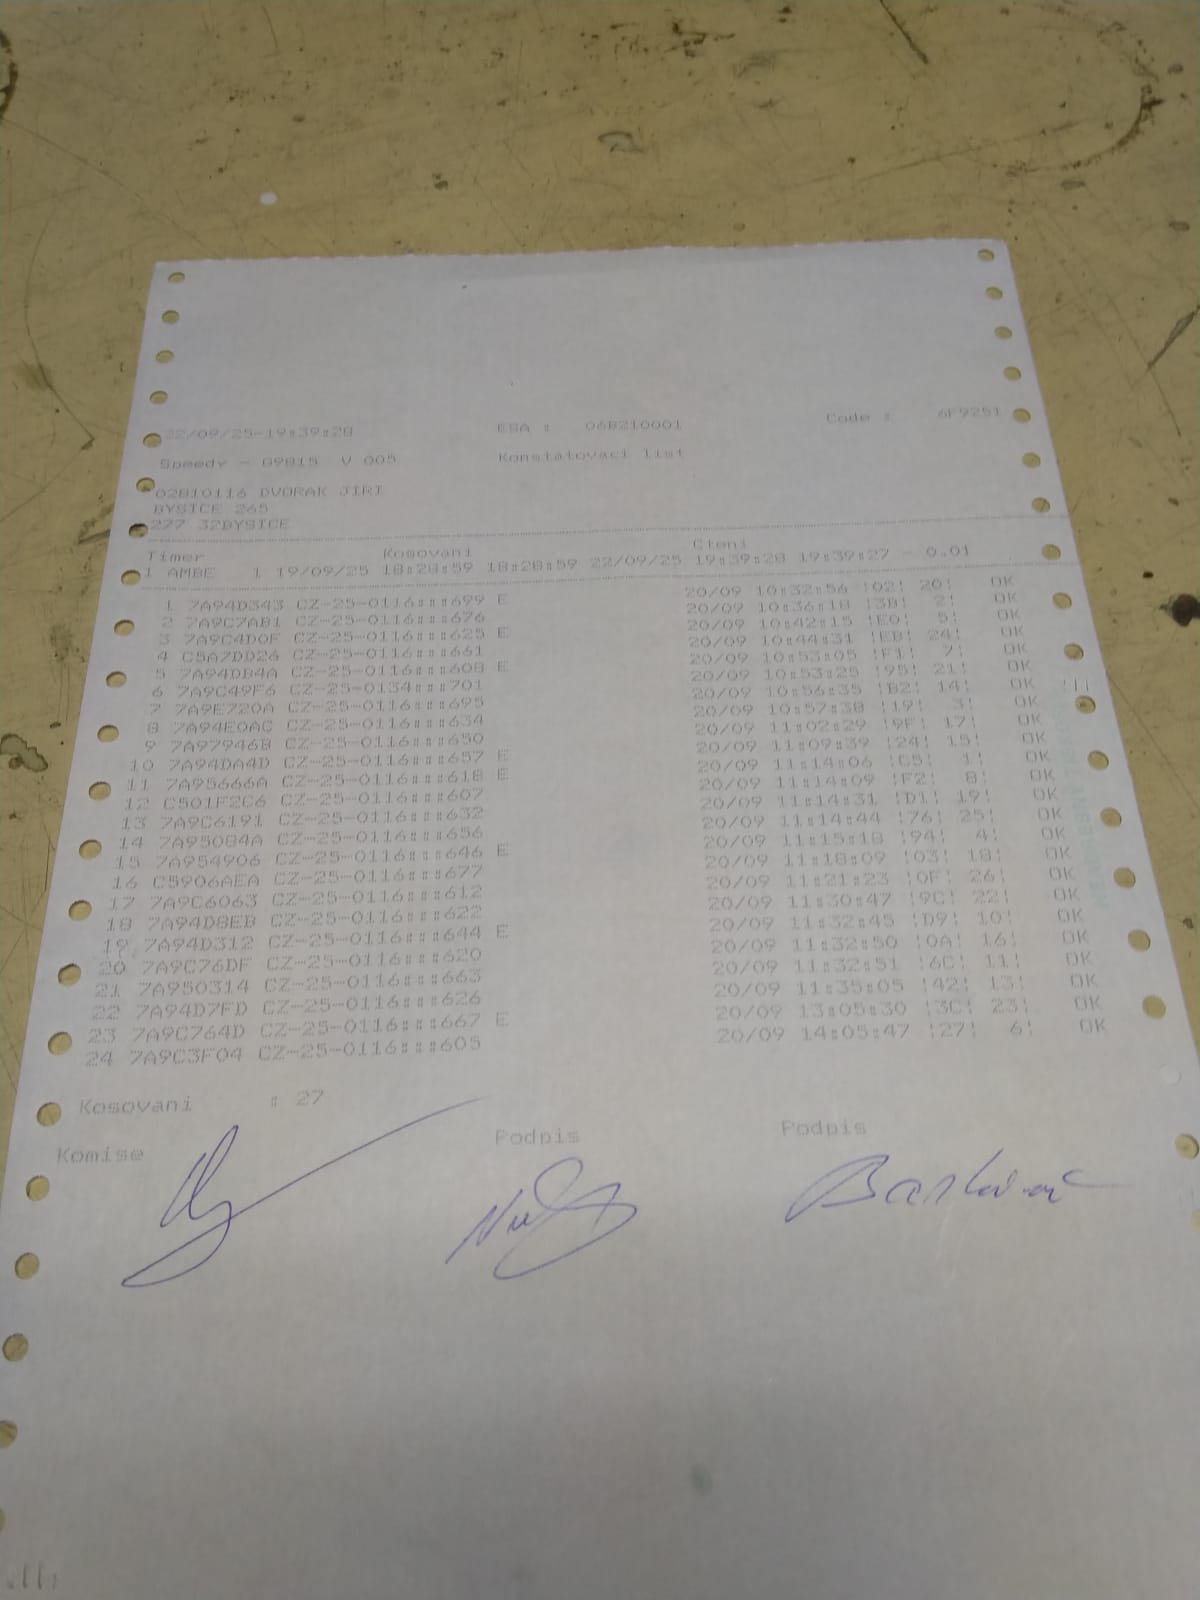 22/09/25-19:39:28 ESA : 06B210001 Code : 6F9251
Speedy - G9815 V 005 Konstatovaci list
02810116 DVORAK JIRI
BYSICE 265
277 32BYSICE
Timer Kosovani Cteni
1 AMBE 1 19/09/25 18:28:59 18:28:59 22/09/25 19:39:28 19:39:27 - 0.01
1 7A94D343 CZ-25-0116:::699 E 20/09 10:32:56 !02! 20! OK
2 7A9C7AB1 CZ-25-0116:::676 20/09 10:36:18 !3B! 2! OK
3 7A9C4D0F CZ-25-0116:::625 E 20/09 10:42:15 !E0! 5! OK
4 C5A7DD26 CZ-25-0116:::661 20/09 10:44:31 !EB! 24! OK
5 7A94DB4A CZ-25-0116:::608 E 20/09 10:53:05 !F1! 7! OK
6 7A9C49F6 CZ-25-0134:::701 20/09 10:53:25 !95! 21! OK
7 7A9E720A CZ-25-0116:::695 20/09 10:56:35 !B2! 14! OK
8 7A94E0AC CZ-25-0116:::634 20/09 10:57:38 !19! 3! OK
9 7A97946B CZ-25-0116:::650 20/09 11:02:29 !9F! 17! OK
10 7A94DA4D CZ-25-0116:::657 E 20/09 11:09:39 !24! 15! OK
11 7A95666A CZ-25-0116:::618 E 20/09 11:14:06 !C5! 1! OK
12 C501F2C6 CZ-25-0116:::607 20/09 11:14:09 !F2! 8! OK
13 7A9C6191 CZ-25-0116:::632 20/09 11:14:31 !D1! 19! OK
14 7A95084A CZ-25-0116:::656 20/09 11:14:44 !76! 25! OK
15 7A954906 CZ-25-0116:::646 E 20/09 11:15:18 !94! 4! OK
16 C5906AEA CZ-25-0116:::677 20/09 11:18:09 !03! 18! OK
17 7A9C6063 CZ-25-0116:::612 20/09 11:21:23 !0F! 26! OK
18 7A94D8EB CZ-25-0116:::622 20/09 11:30:47 !9C! 22! OK
19 7A94D312 CZ-25-0116:::644 E 20/09 11:32:45 !D9! 10! OK
20 7A9C76DF CZ-25-0116:::620 20/09 11:32:50 !0A! 16! OK
21 7A950314 CZ-25-0116:::663 20/09 11:32:51 !6C! 11! OK
22 7A94D7FD CZ-25-0116:::626 20/09 11:35:05 !42! 13! OK
23 7A9C764D CZ-25-0116:::667 E 20/09 13:05:30 !3C! 23! OK
24 7A9C3F04 CZ-25-0116:::605 20/09 14:05:47 !27! 6! OK
Kosovani : 27
Komise Podpis Podpis